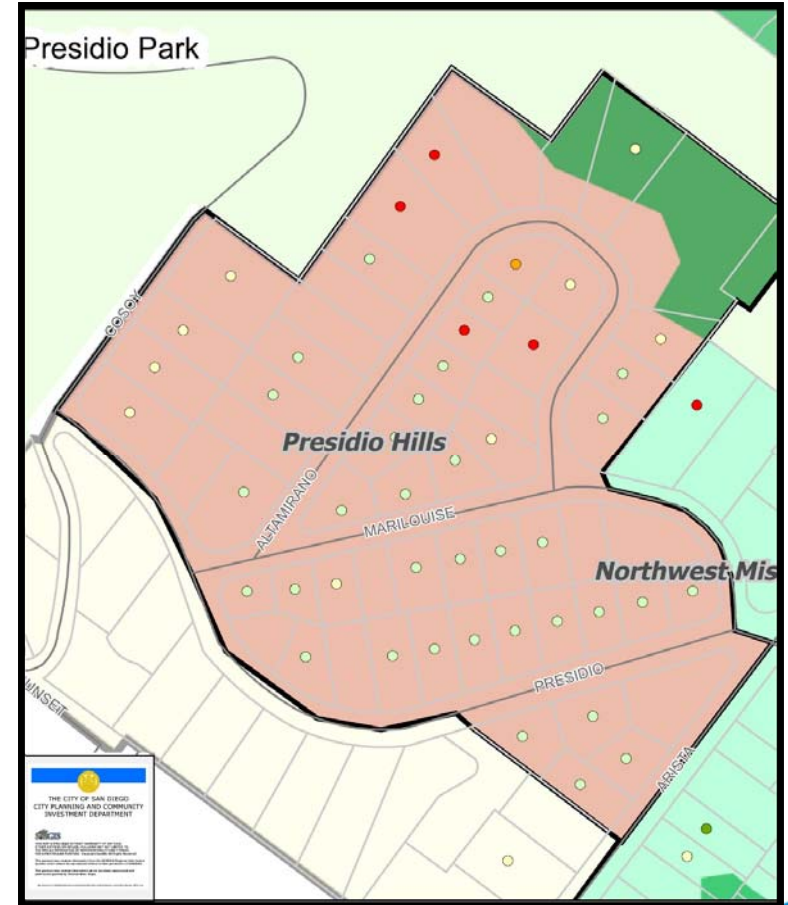 Presidio Park
COSOY
Presidio Hills
ALTAMIRANO
MARILOUISE
Northwest Mis
PRESIDIO
UNSET
ARISTA
THE CITY OF SAN DIEGO
CITY PLANNING AND COMMUNITY
INVESTMENT DEPARTMENT